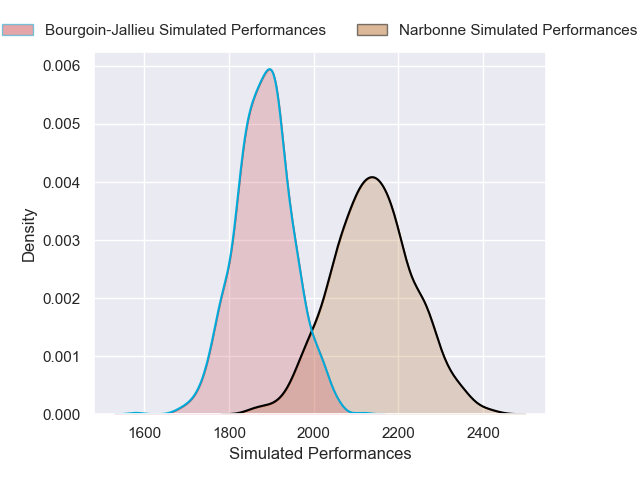 Bourgoin-Jallieu Simulated Performances Narbonne Simulated Performances
0.006
0.005
0.004
0.003
0.002
0.001
0.000
Density
1600 1800 2000 2200 2400
Simulated Performances